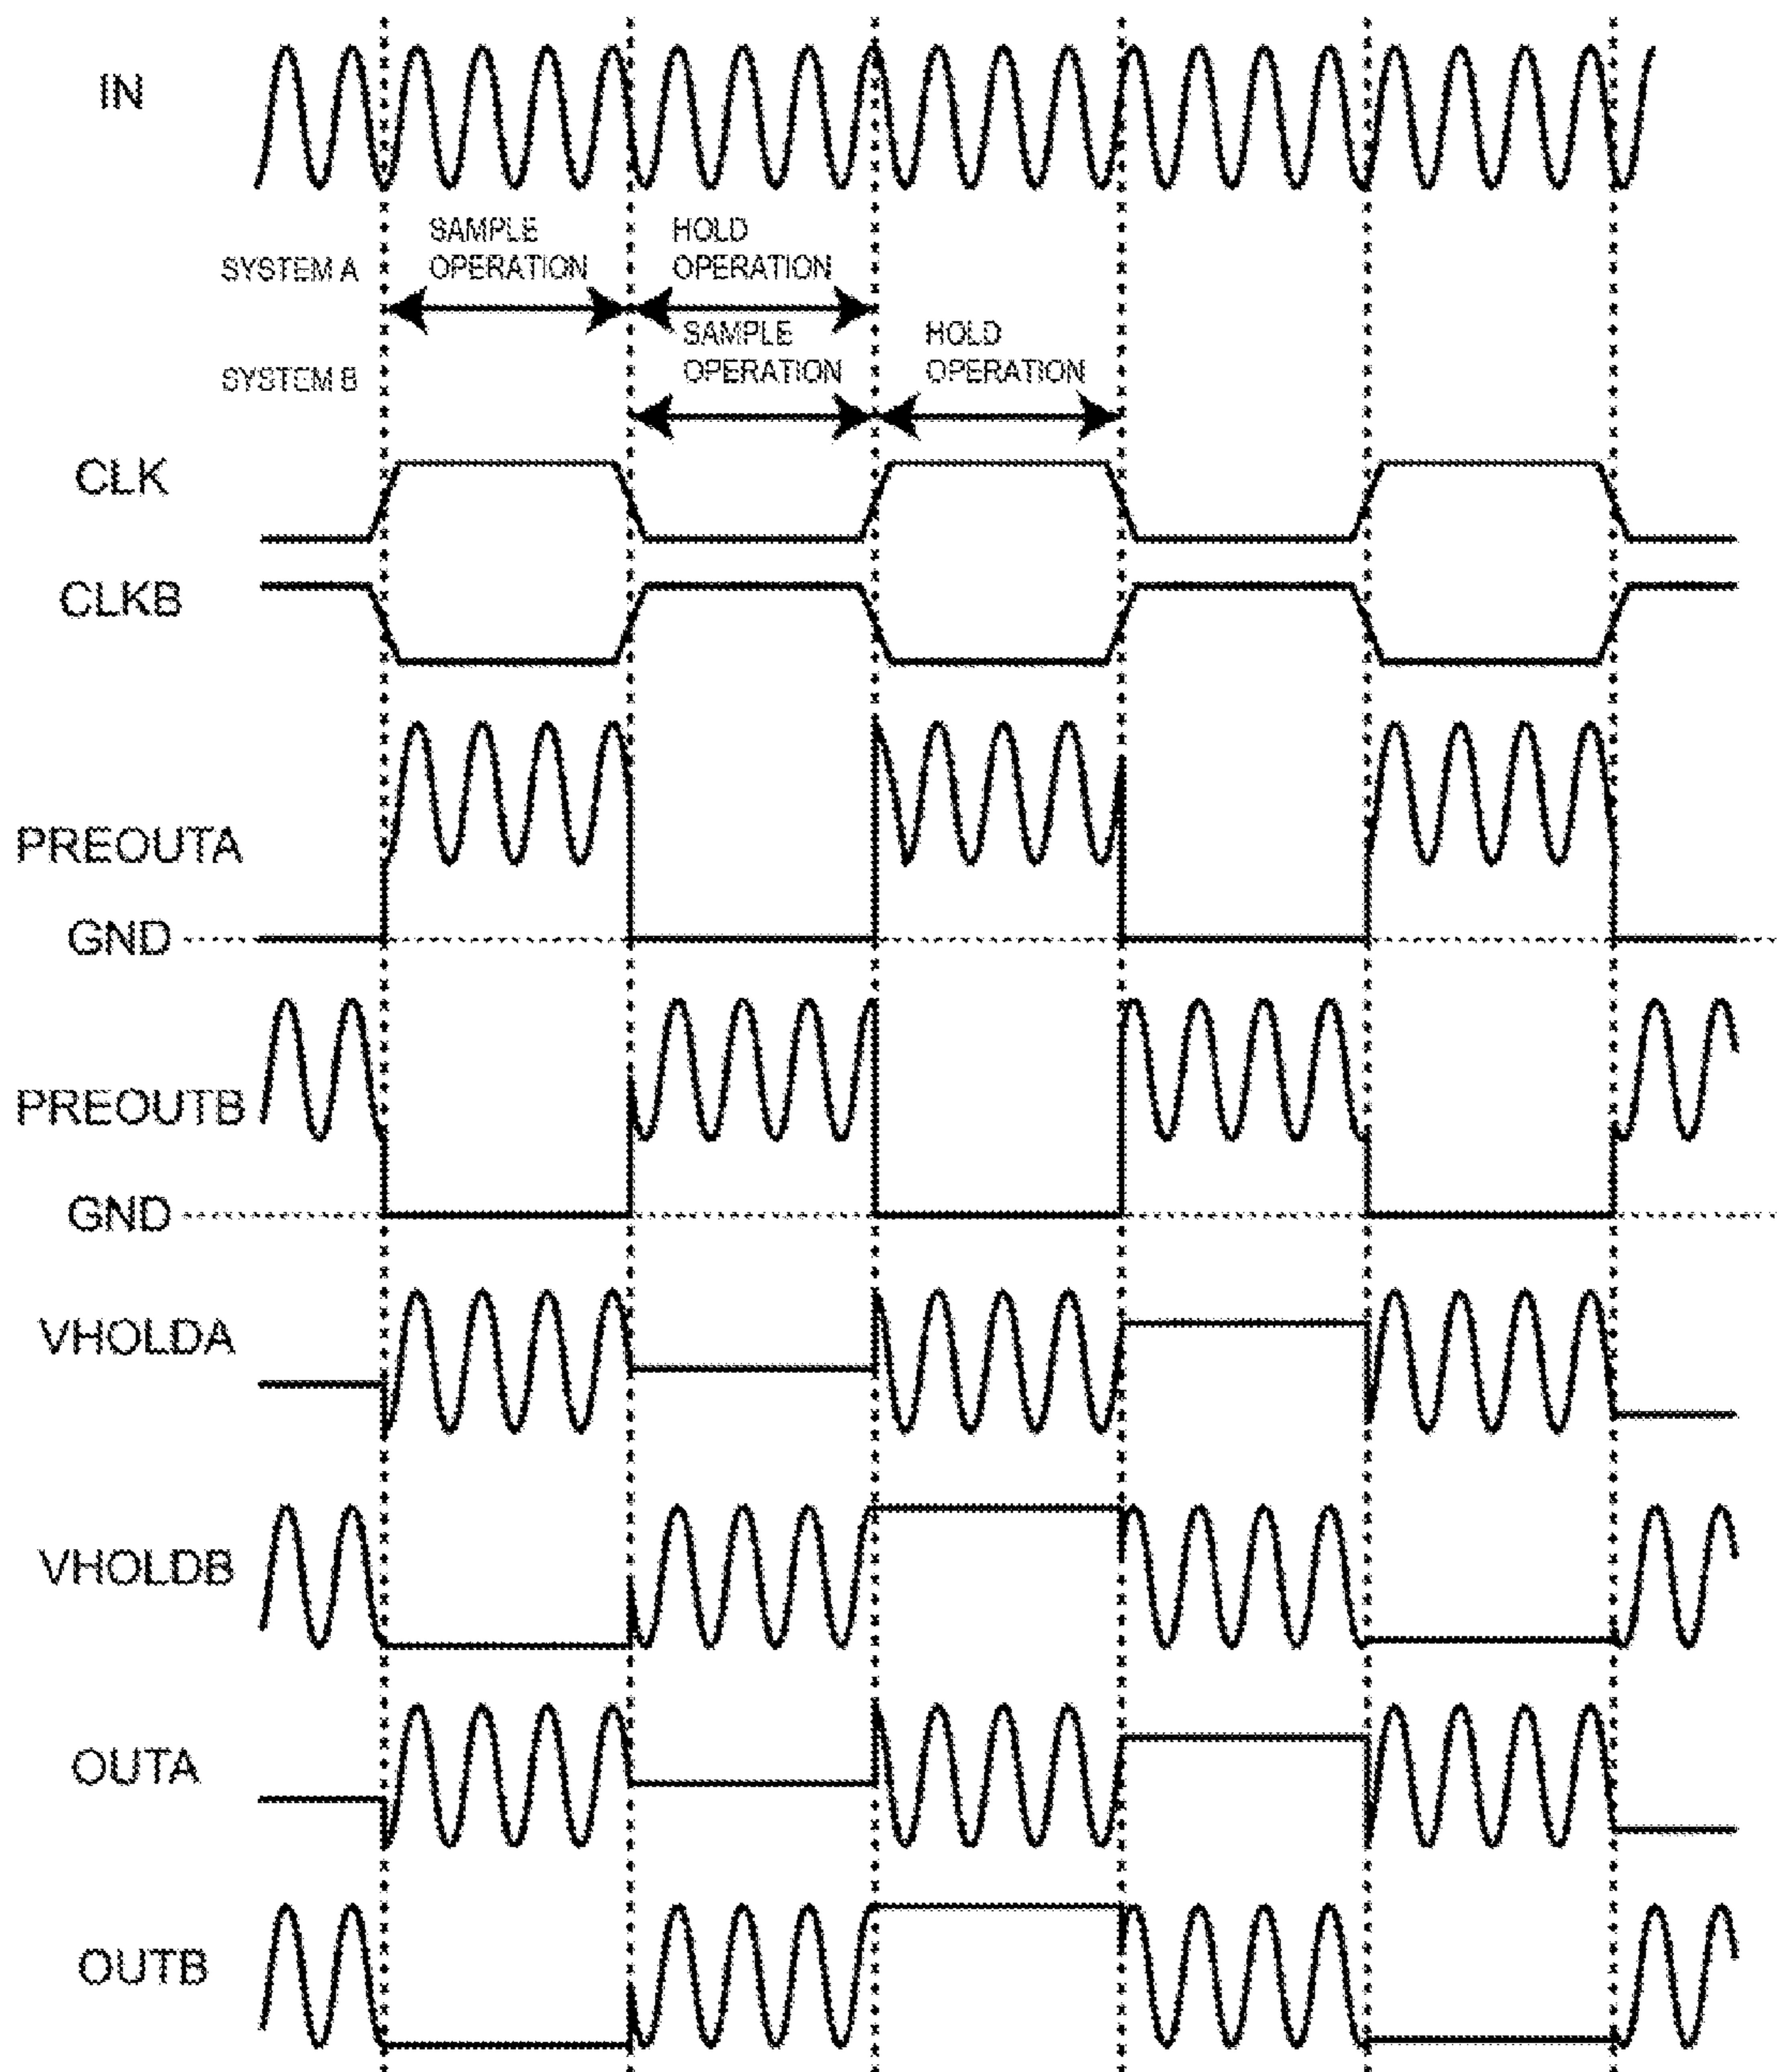 IN
SAMPLE
OPERATION
HOLD
OPERATION
SYSTEM A
SAMPLE
OPERATION
HOLD
OPERATION
SYSTEM B
CLK
CLKB
PREOUTA
GND
PREOUTB
GND
VHOLDA
VHOLDB
OUTA
OUTB